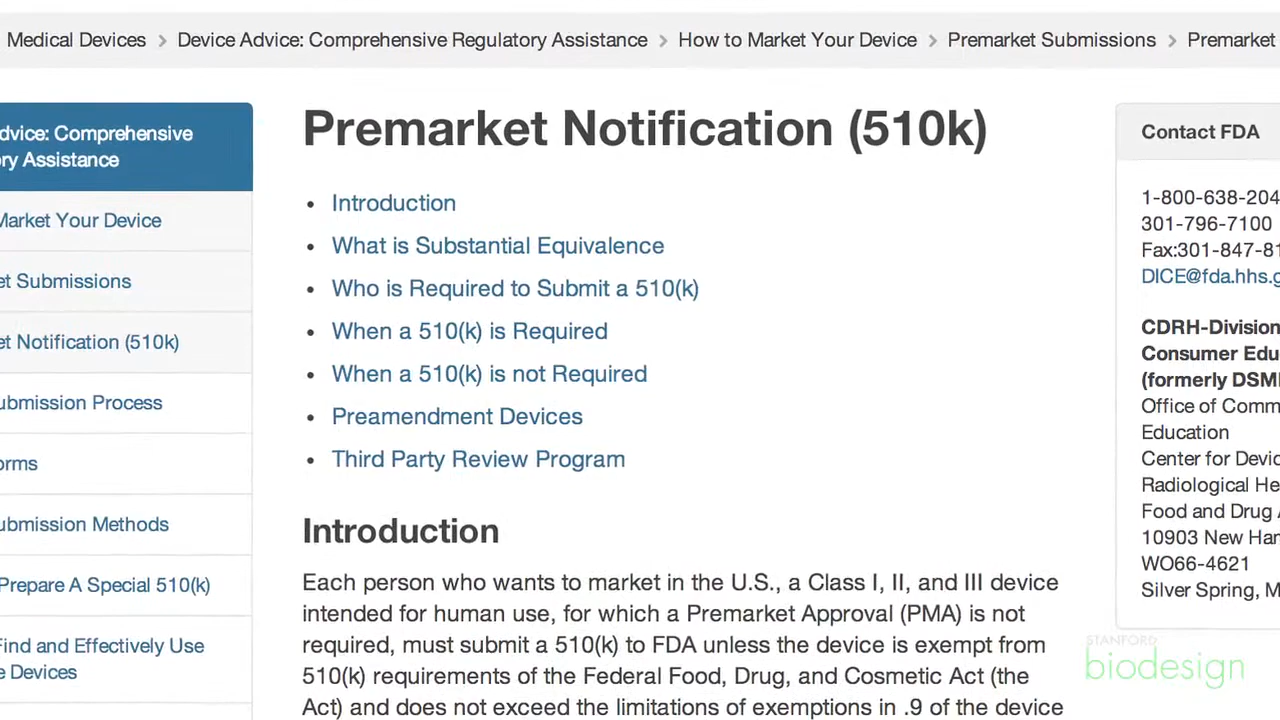 Medical Devices > Device Advice: Comprehensive Regulatory Assistance > How to Market Your Device > Premarket Submissions > Premarket
dvice: Comprehensive
ry Assistance
Market Your Device
et Submissions
et Notification (510k)
ubmission Process
orms
ubmission Methods
Prepare A Special 510(k)
Find and Effectively Use
e Devices
Premarket Notification (510k)
• Introduction
• What is Substantial Equivalence
• Who is Required to Submit a 510(k)
• When a 510(k) is Required
• When a 510(k) is not Required
• Preamendment Devices
• Third Party Review Program
Introduction
Each person who wants to market in the U.S., a Class I, II, and III device
intended for human use, for which a Premarket Approval (PMA) is not
required, must submit a 510(k) to FDA unless the device is exempt from
510(k) requirements of the Federal Food, Drug, and Cosmetic Act (the
Act) and does not exceed the limitations of exemptions in .9 of the device
Contact FDA
1-800-638-204
301-796-7100
Fax:301-847-81
DICE@fda.hhs.g
CDRH-Division
Consumer Edu
(formerly DSM
Office of Comm
Education
Center for Devic
Radiological He
Food and Drug A
10903 New Ham
WO66-4621
Silver Spring, M
STANFORD
biodesign